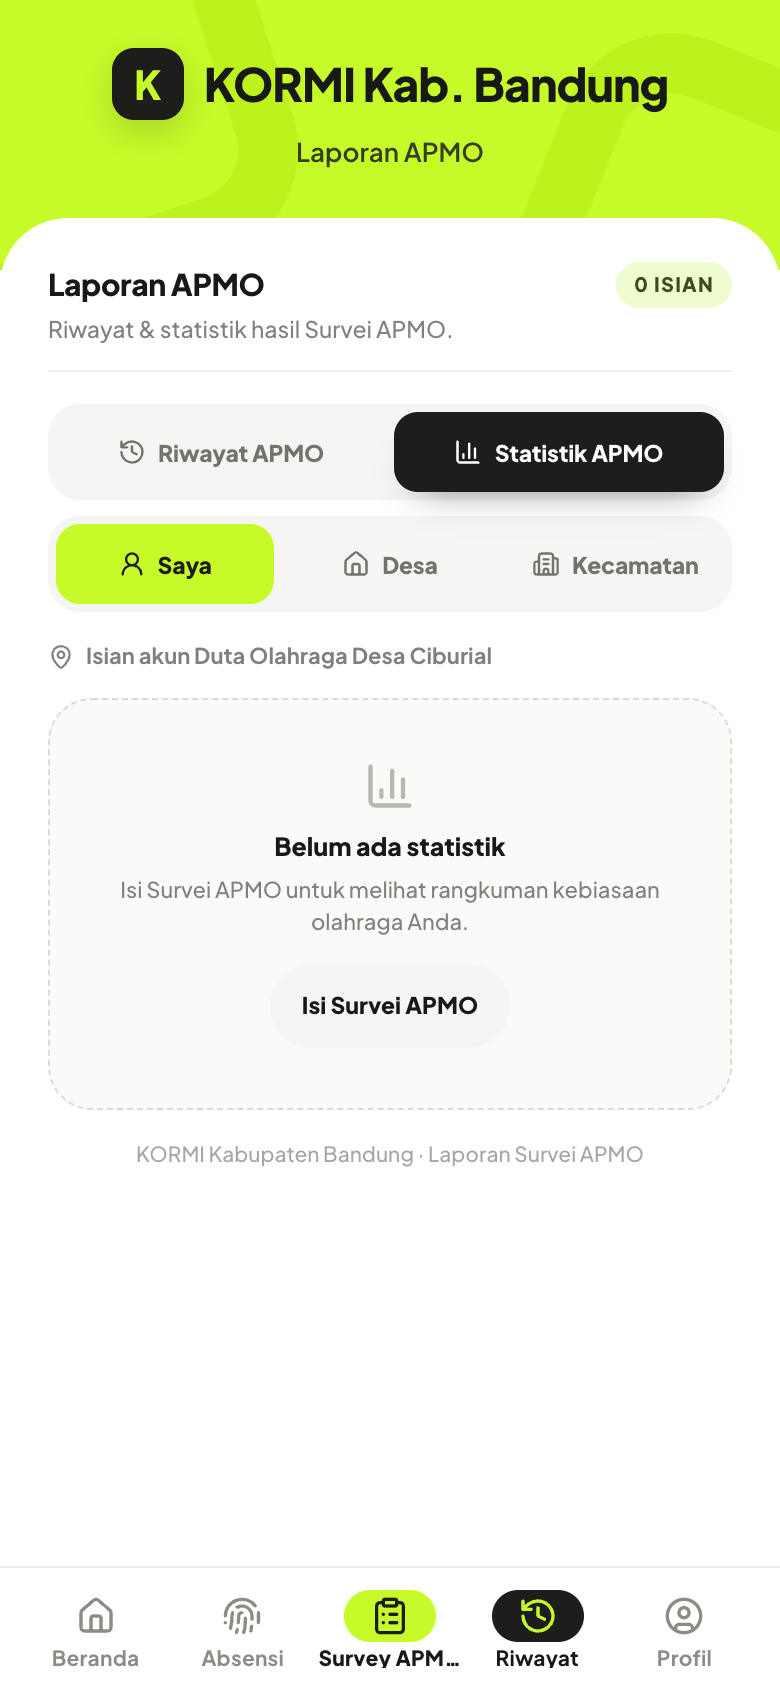 K
KORMI Kab. Bandung
Laporan APMO
Laporan APMO
0 ISIAN
Riwayat & statistik hasil Survei APMO.
Riwayat APMO
Statistik APMO
Saya
Desa
Kecamatan
Isian akun Duta Olahraga Desa Ciburial
Belum ada statistik
Isi Survei APMO untuk melihat rangkuman kebiasaan
olahraga Anda.
Isi Survei APMO
KORMI Kabupaten Bandung · Laporan Survei APMO
Beranda
Absensi
Survey APM...
Riwayat
Profil